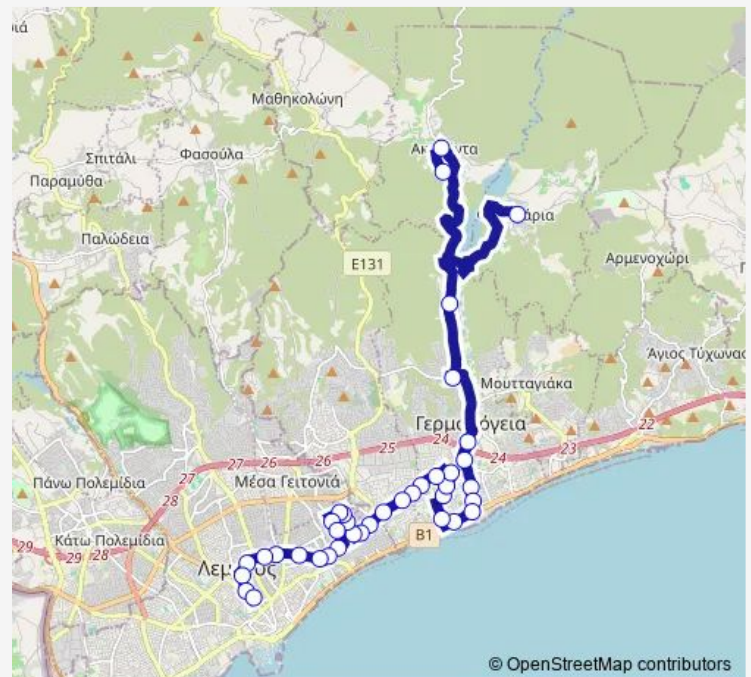 Μαθηκολώνη
Σπιτάλι
Φασούλα
Παραμύθα
Παλώδεια
E131
Αρμενοχώρι
Άγιος Τύχωνας
Μουτταγιάκα
22
23
24
24
25
26
26
27
27
28
28
29
29
Μέσα Γειτονιά
Πάνω Πολεμίδια
Κάτω Πολεμίδια
B1
© OpenStreetMap contributors